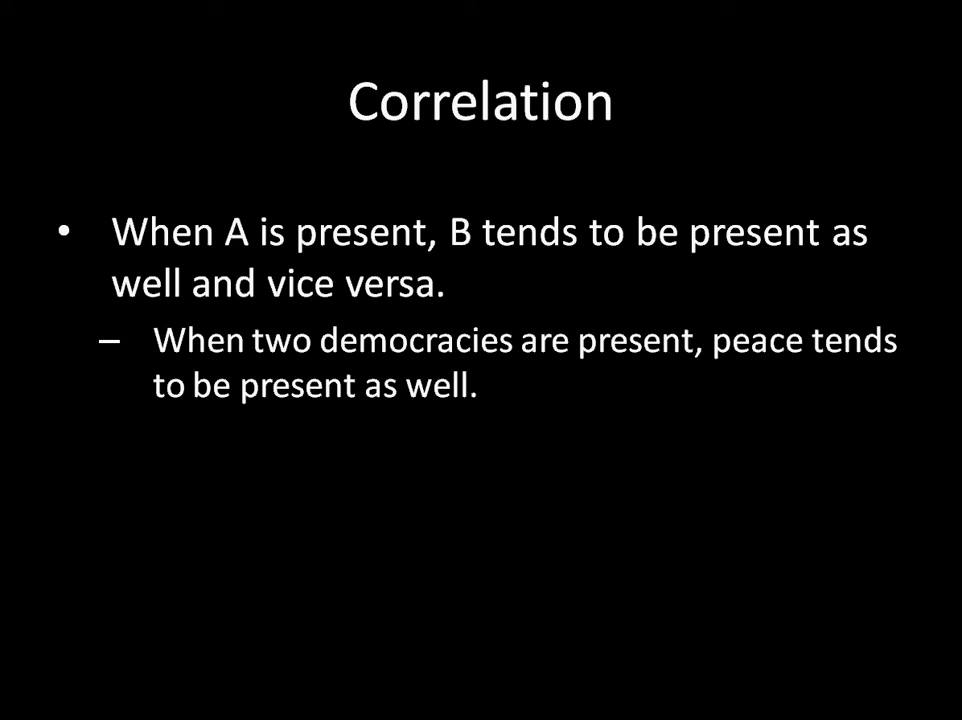 Correlation
• When A is present, B tends to be present as
well and vice versa.
– When two democracies are present, peace tends
to be present as well.